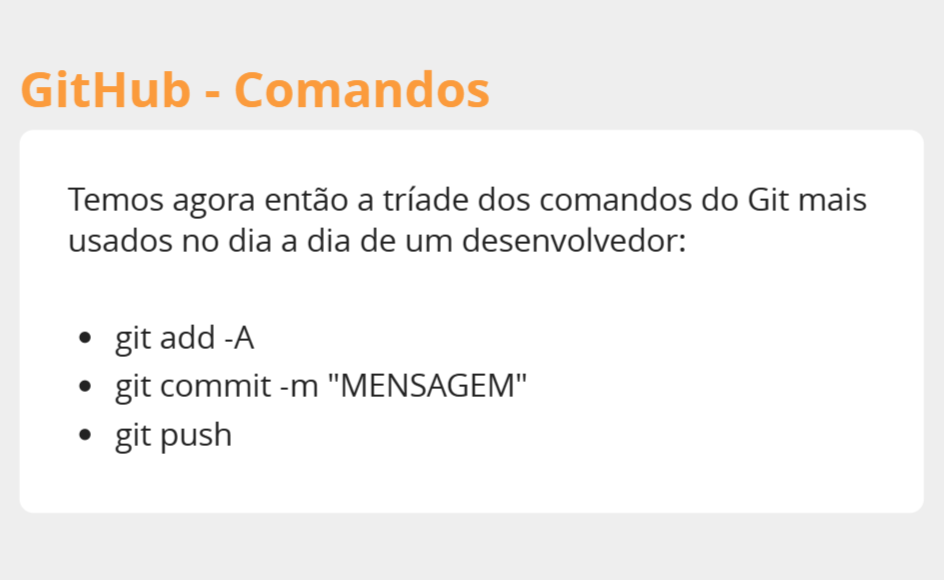 GitHub - Comandos
Temos agora então a tríade dos comandos do Git mais
usados no dia a dia de um desenvolvedor:
• git add -A
• git commit -m "MENSAGEM"
• git push